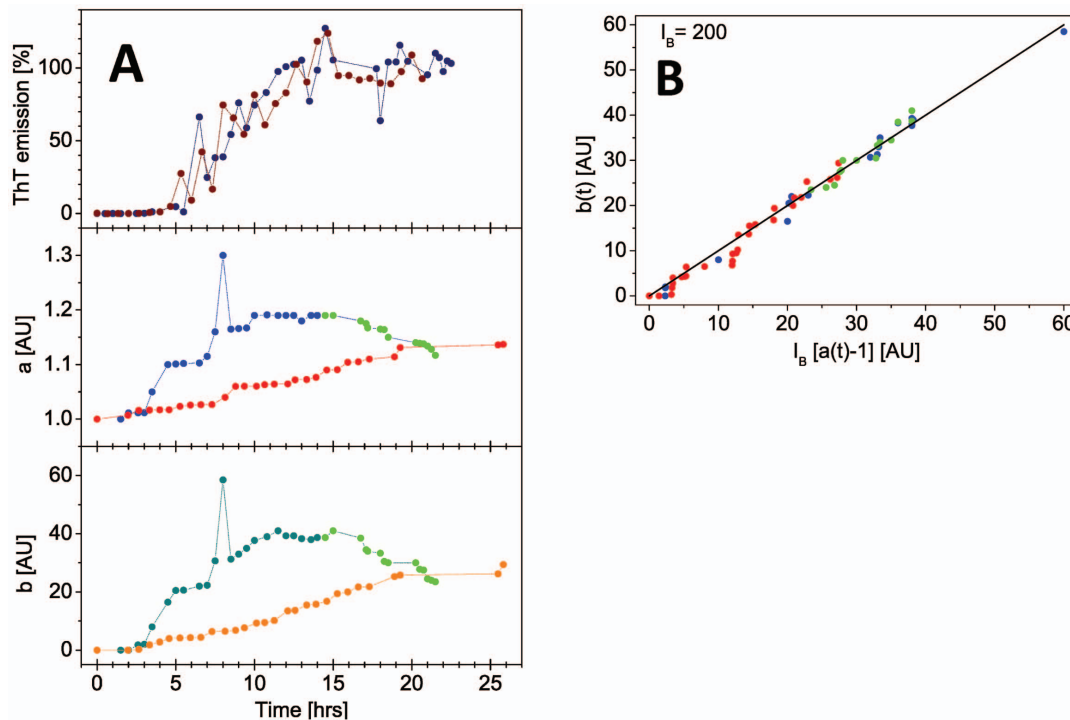 A
ThT emission [%]
100
50
0
a [AU]
1.3
1.2
1.1
1.0
b [AU]
60
40
20
0
0 5 10 15 20 25
Time [hrs]
B
I_B= 200
b(t) [AU]
60
50
40
30
20
10
0
0 10 20 30 40 50 60
I_B [a(t)-1] [AU]